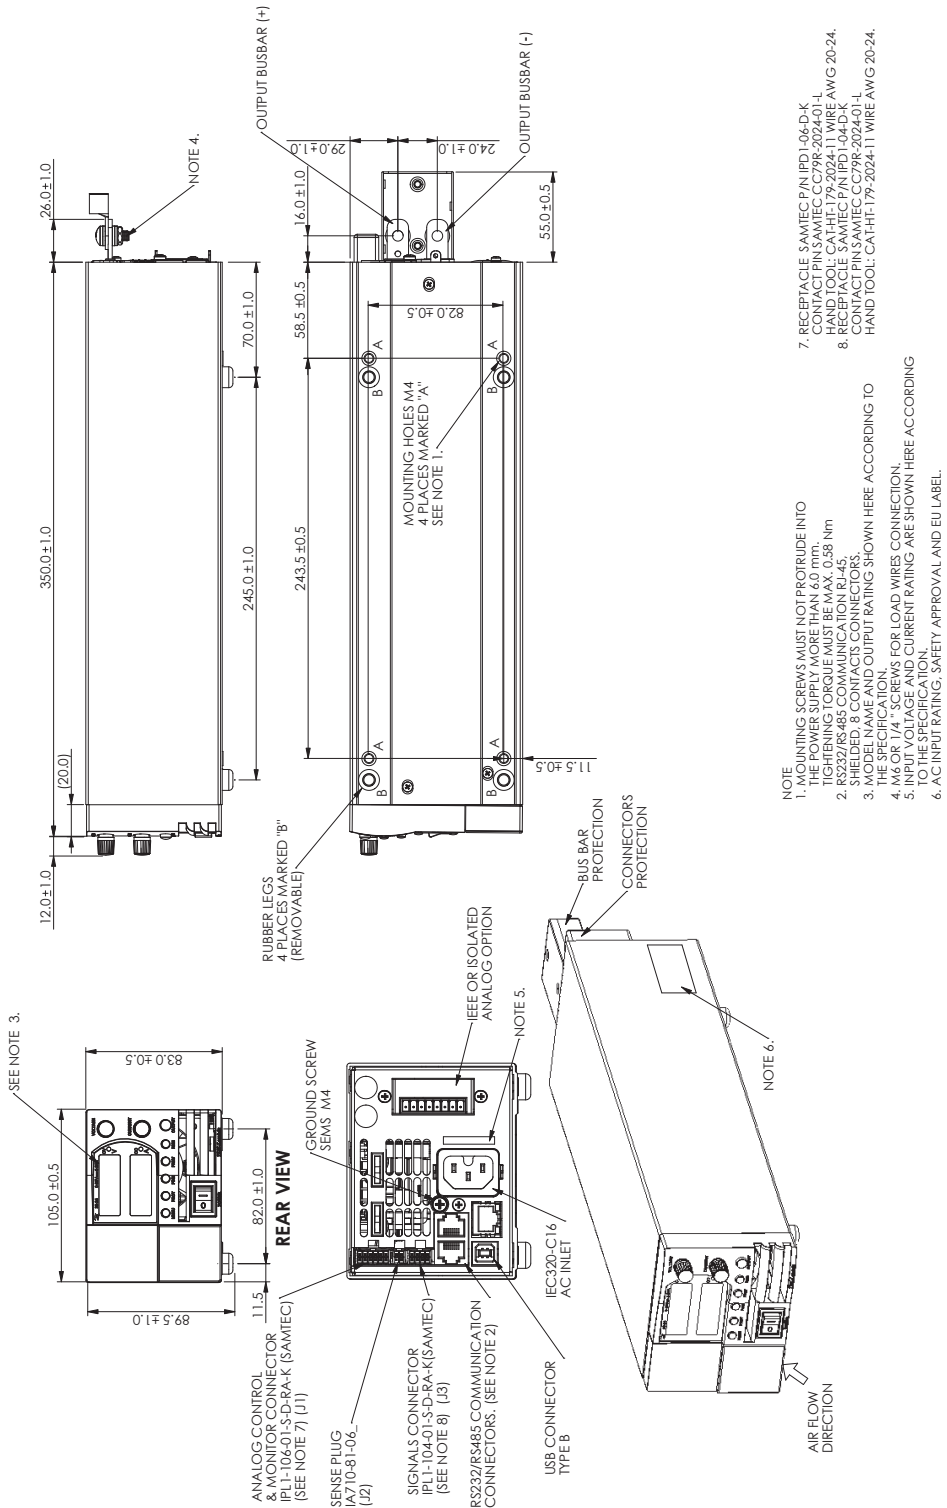 SEE NOTE 3.
105.0±0.5
83.0±0.5
89.5±1.0
11.5
82.0±1.0
12.0±1.0
(20.0)
350.0±1.0
26.0±1.0
NOTE 4.
245.0±1.0
70.0±1.0
REAR VIEW
ANALOG CONTROL
& MONITOR CONNECTOR
IPL1-106-01-S-D-RA-K (SAMTEC)
(SEE NOTE 7) (J1)
SENSE PLUG
IA710-81-06_
(J2)
SIGNALS CONNECTOR
IPL1-104-01-S-D-RA-K(SAMTEC)
(SEE NOTE 8) (J3)
RS232/RS485 COMMUNICATION
CONNECTORS. (SEE NOTE 2)
USB CONNECTOR
TYPE B
IEC320-C16
AC INLET
GROUND SCREW
SEMS M4
IEEE OR ISOLATED
ANALOG OPTION
NOTE 5.
RUBBER LEGS
4 PLACES MARKED "B"
(REMOVABLE)
243.5±0.5
58.5±0.5
16.0±1.0
29.0±1.0
24.0±1.0
OUTPUT BUSBAR (+)
OUTPUT BUSBAR (-)
55.0±0.5
82.0±0.5
11.5±0.5
A
B
A
B
A
B
A
B
MOUNTING HOLES M4
4 PLACES MARKED "A"
SEE NOTE 1.
BUS BAR
PROTECTION
CONNECTORS
PROTECTION
NOTE 6.
AIR FLOW
DIRECTION
NOTE
1. MOUNTING SCREWS MUST NOT PROTRUDE INTO
THE POWER SUPPLY MORE THAN 6.0 mm.
TIGHTENING TORQUE MUST BE MAX. 0.58 Nm
2. RS232/RS485 COMMUNICATION RJ-45,
SHIELDED, 8 CONTACTS CONNECTORS.
3. MODEL NAME AND OUTPUT RATING SHOWN HERE ACCORDING TO
THE SPECIFICATION.
4. M6 OR 1/4" SCREWS FOR LOAD WIRES CONNECTION.
5. INPUT VOLTAGE AND CURRENT RATING ARE SHOWN HERE ACCORDING
TO THE SPECIFICATION.
6. AC INPUT RATING, SAFETY APPROVAL AND EU LABEL.
7. RECEPTACLE SAMTEC P/N IPD1-06-D-K
CONTACT PIN SAMTEC CC79R-2024-01-L
HAND TOOL: CAT-HT-179-2024-11 WIRE AWG 20-24.
8. RECEPTACLE SAMTEC P/N IPD1-04-D-K
CONTACT PIN SAMTEC CC79R-2024-01-L
HAND TOOL: CAT-HT-179-2024-11 WIRE AWG 20-24.